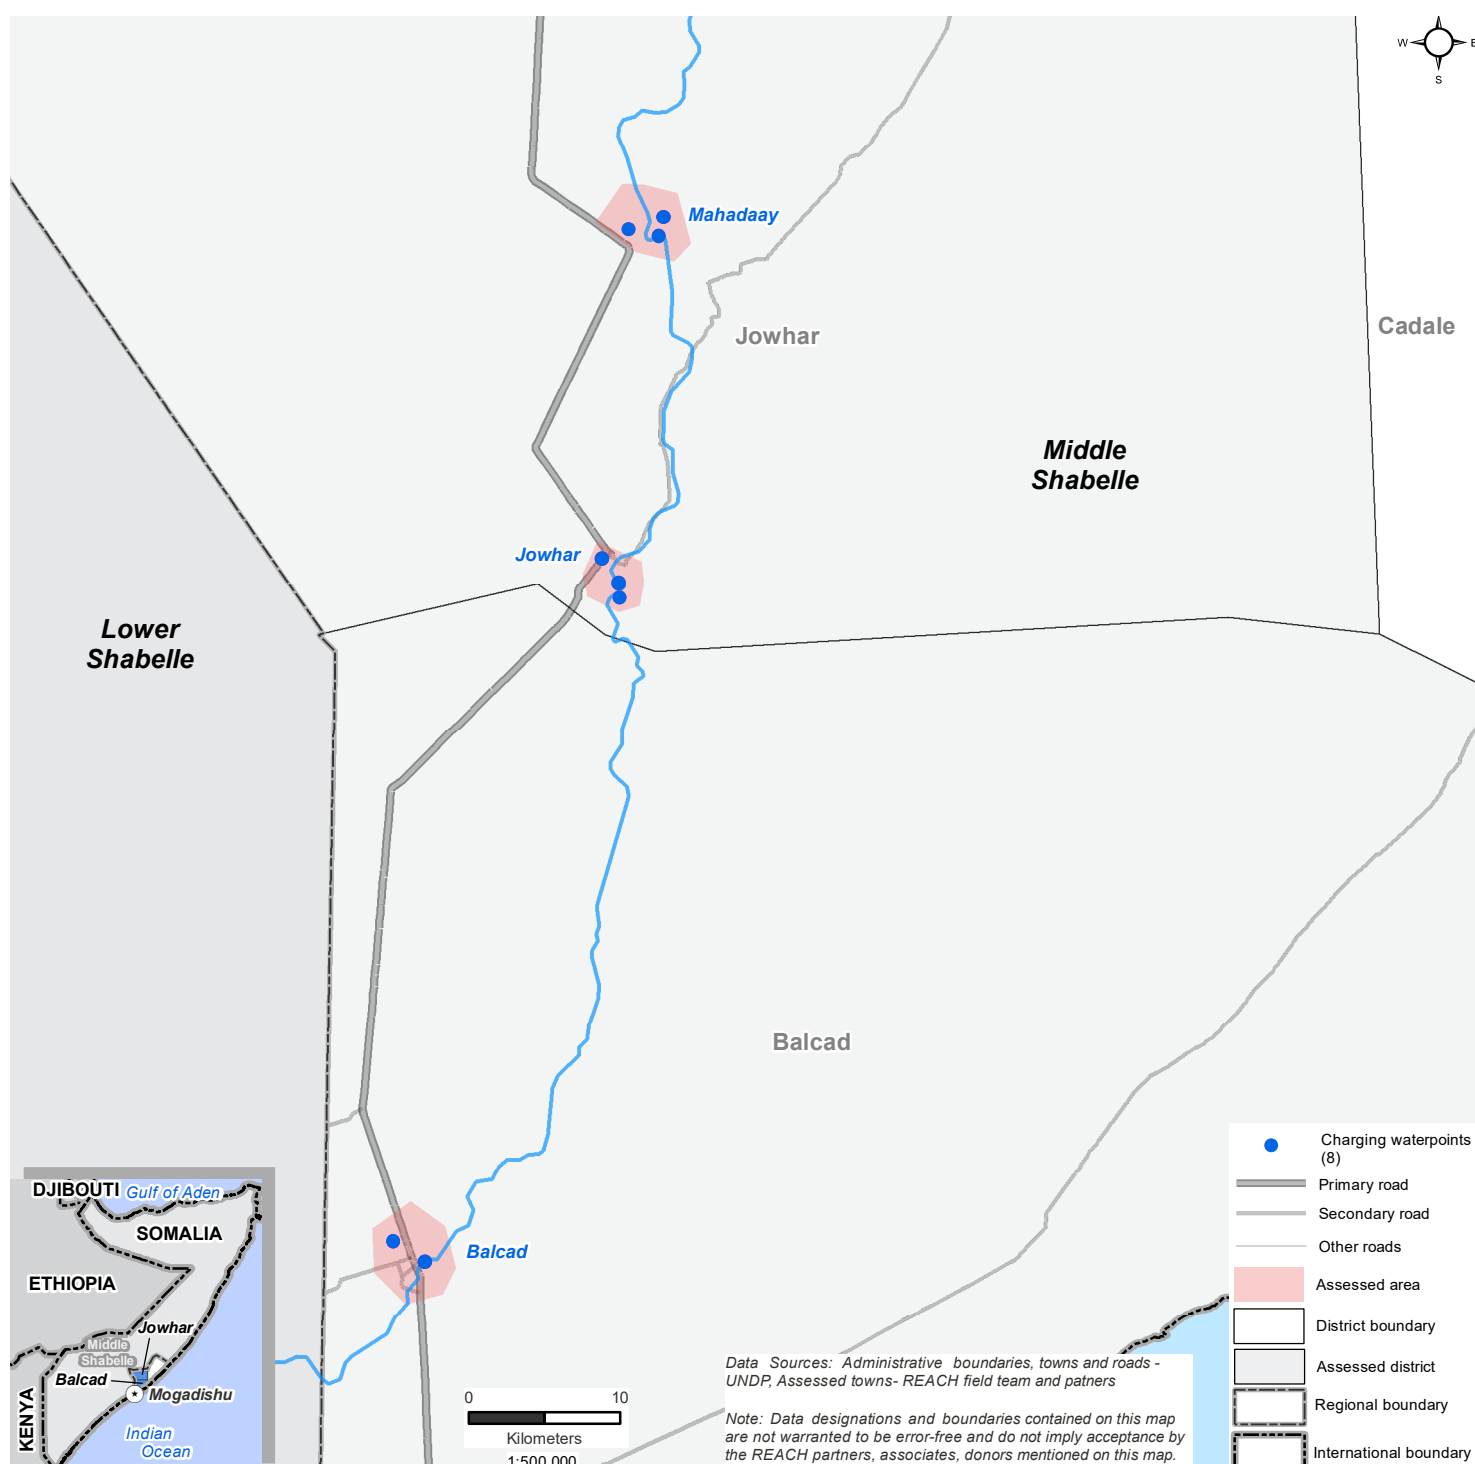 W
E
S
Mahadaay
Jowhar
Cadale
Middle
Shabelle
Jowhar
Lower
Shabelle
Balcad
Balcad
Charging waterpoints
(8)
Primary road
Secondary road
Other roads
Assessed area
District boundary
Assessed district
Regional boundary
International boundary
DJIBOUTI
Gulf of Aden
SOMALIA
ETHIOPIA
Jowhar
Middle
Shabelle
Balcad
Mogadishu
KENYA
Indian
Ocean
0 10
Kilometers
1:500,000
Data Sources: Administrative boundaries, towns and roads -
UNDP, Assessed towns- REACH field team and patners
Note: Data designations and boundaries contained on this map
are not warranted to be error-free and do not imply acceptance by
the REACH partners, associates, donors mentioned on this map.